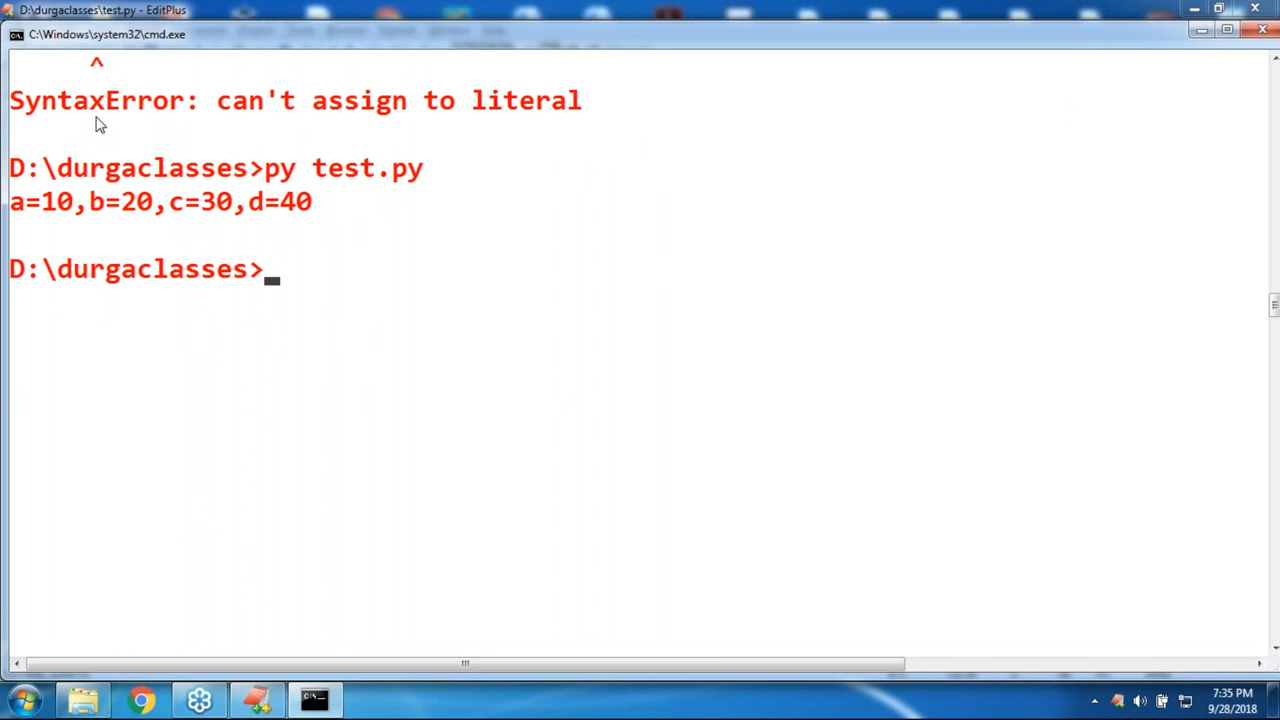 D:\durgaclasses\test.py - EditPlus
C:\Windows\system32\cmd.exe
^
SyntaxError: can't assign to literal
D:\durgaclasses>py test.py
a=10,b=20,c=30,d=40
D:\durgaclasses>
7:35 PM
9/28/2018